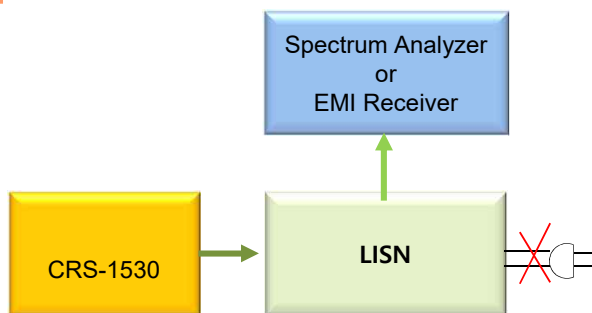 Spectrum Analyzer
or
EMI Receiver
CRS-1530
LISN